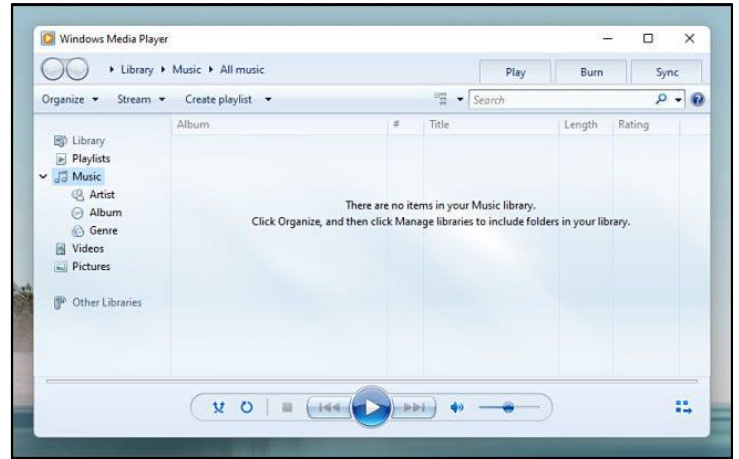 Windows Media Player
Library Music All music
Play Burn Sync
Organize Stream Create playlist Search
Album # Title Length Rating
Library
Playlists
Music
Artist
Album
Genre
Videos
Pictures
Other Libraries
There are no items in your Music library.
Click Organize, and then click Manage libraries to include folders in your library.